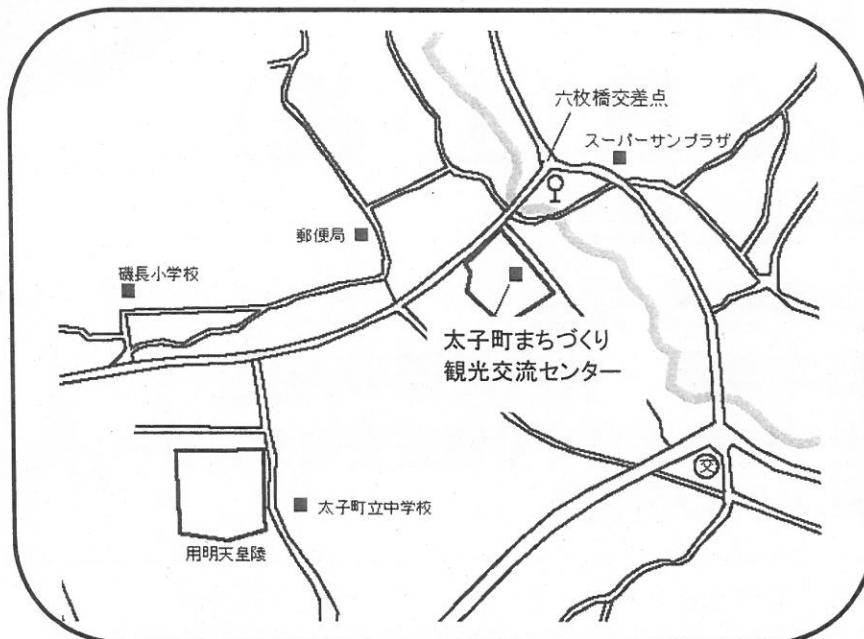 六枚橋交差点
スーパーサンプラザ
郵便局
磯長小学校
太子町まちづくり
観光交流センター
交
太子町立中学校
用明天皇陵